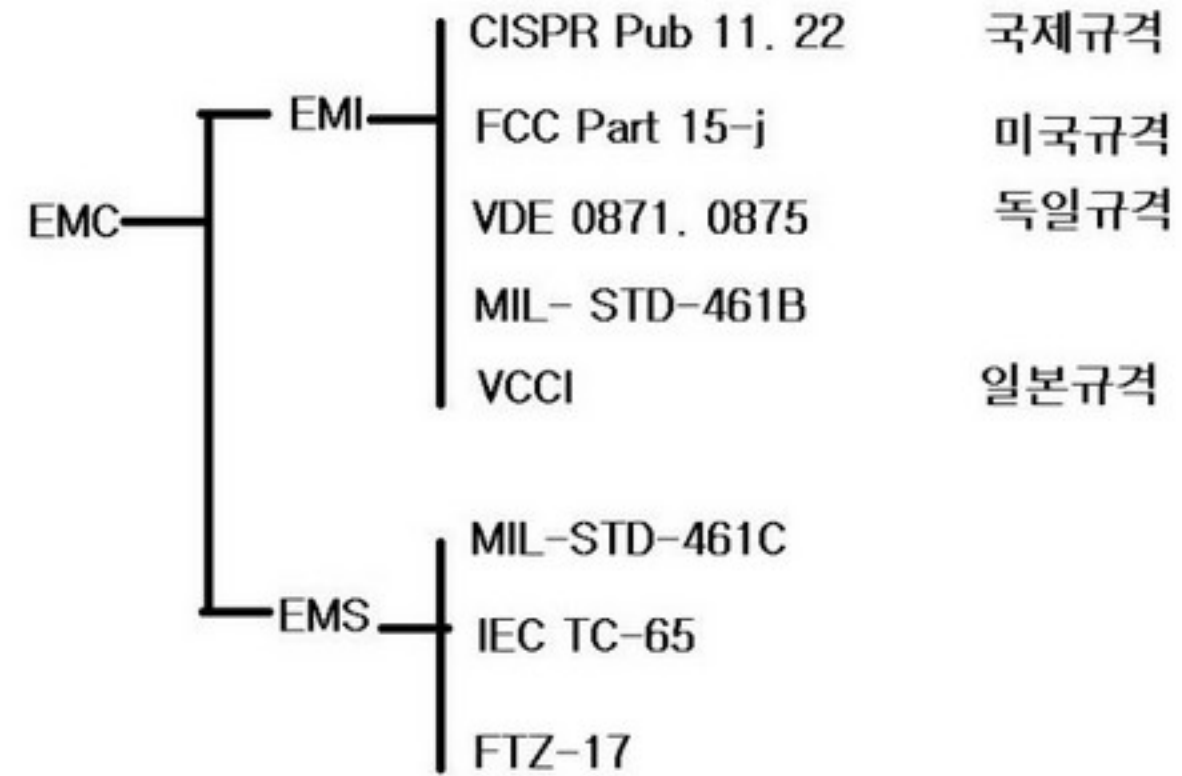 CISPR Pub 11. 22 국제규격
EMI
FCC Part 15-j 미국규격
EMC
VDE 0871. 0875 독일규격
MIL- STD-461B
VCCI 일본규격
MIL-STD-461C
EMS
IEC TC-65
FTZ-17